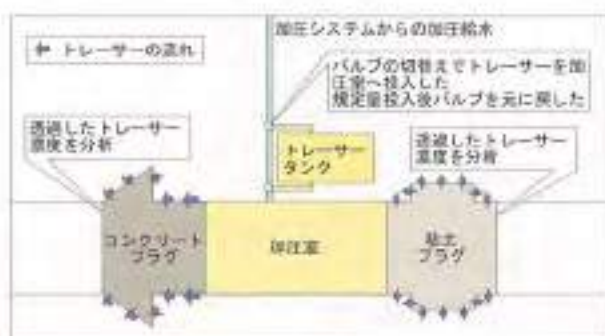 加圧システムからの加圧給水
トレーサーの流れ
バルブの切替えでトレーサーを加
圧室へ投入した
規定量投入後バルブを元に戻した
透過したトレーサー
濃度を分析
トレーサー
タンク
透過したトレーサー
濃度を分析
コンクリート
プラグ
加圧室
粘土
プラグ